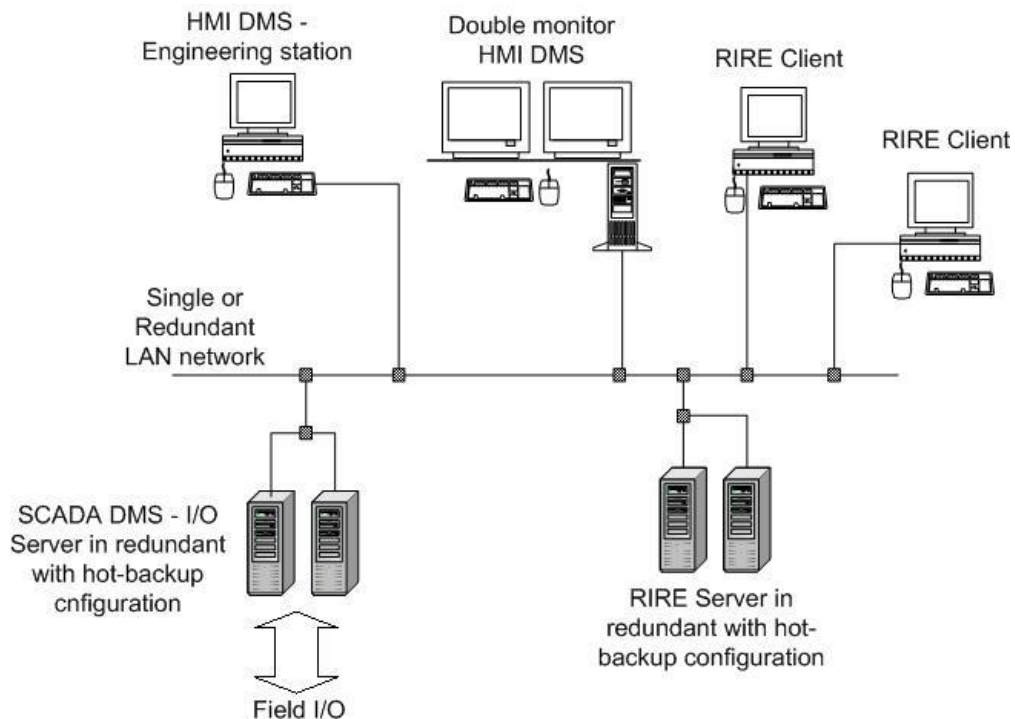 HMI DMS -
Engineering station
Double monitor
HMI DMS
RIRE Client
RIRE Client
Single or
Redundant
LAN network
SCADA DMS - I/O
Server in redundant
with hot-backup
cnfiguration
RIRE Server in
redundant with hot-
backup configuration
Field I/O